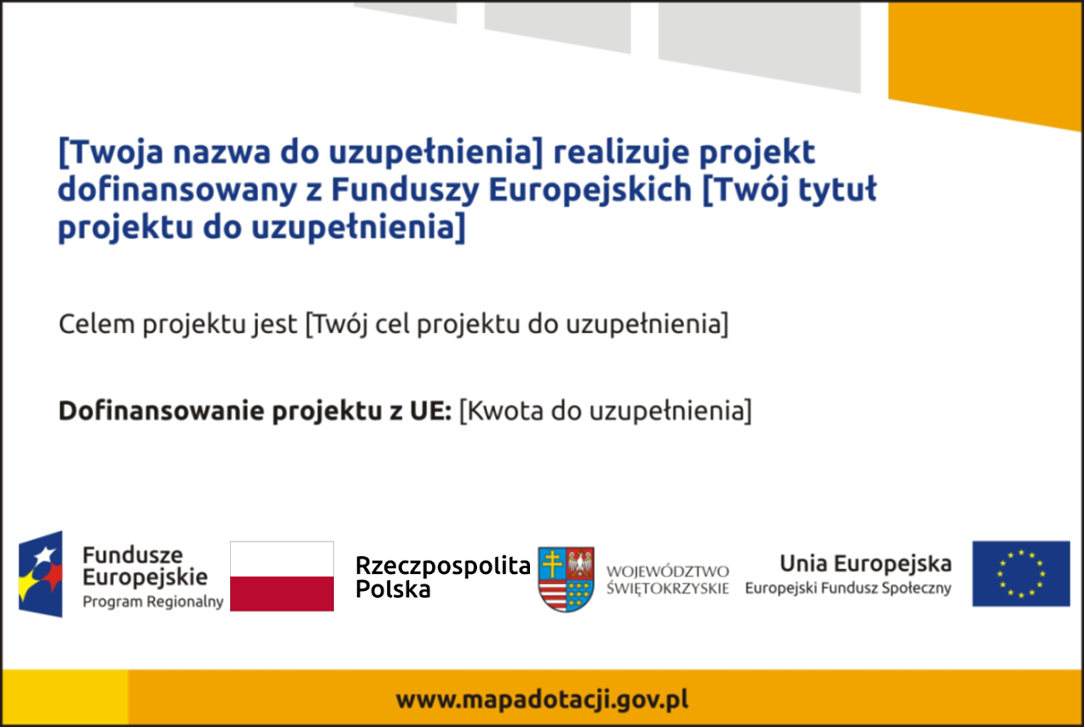 [Twoja nazwa do uzupełnienia] realizuje projekt
dofinansowany z Funduszy Europejskich [Twój tytuł
projektu do uzupełnienia]
Celem projektu jest [Twój cel projektu do uzupełnienia]
Dofinansowanie projektu z UE: [Kwota do uzupełnienia]
Fundusze
Europejskie
Program Regionalny
Rzeczpospolita
Polska
WOJEWÓDZTWO
ŚWIĘTOKRZYSKIE
Unia Europejska
Europejski Fundusz Społeczny
www.mapadotacji.gov.pl